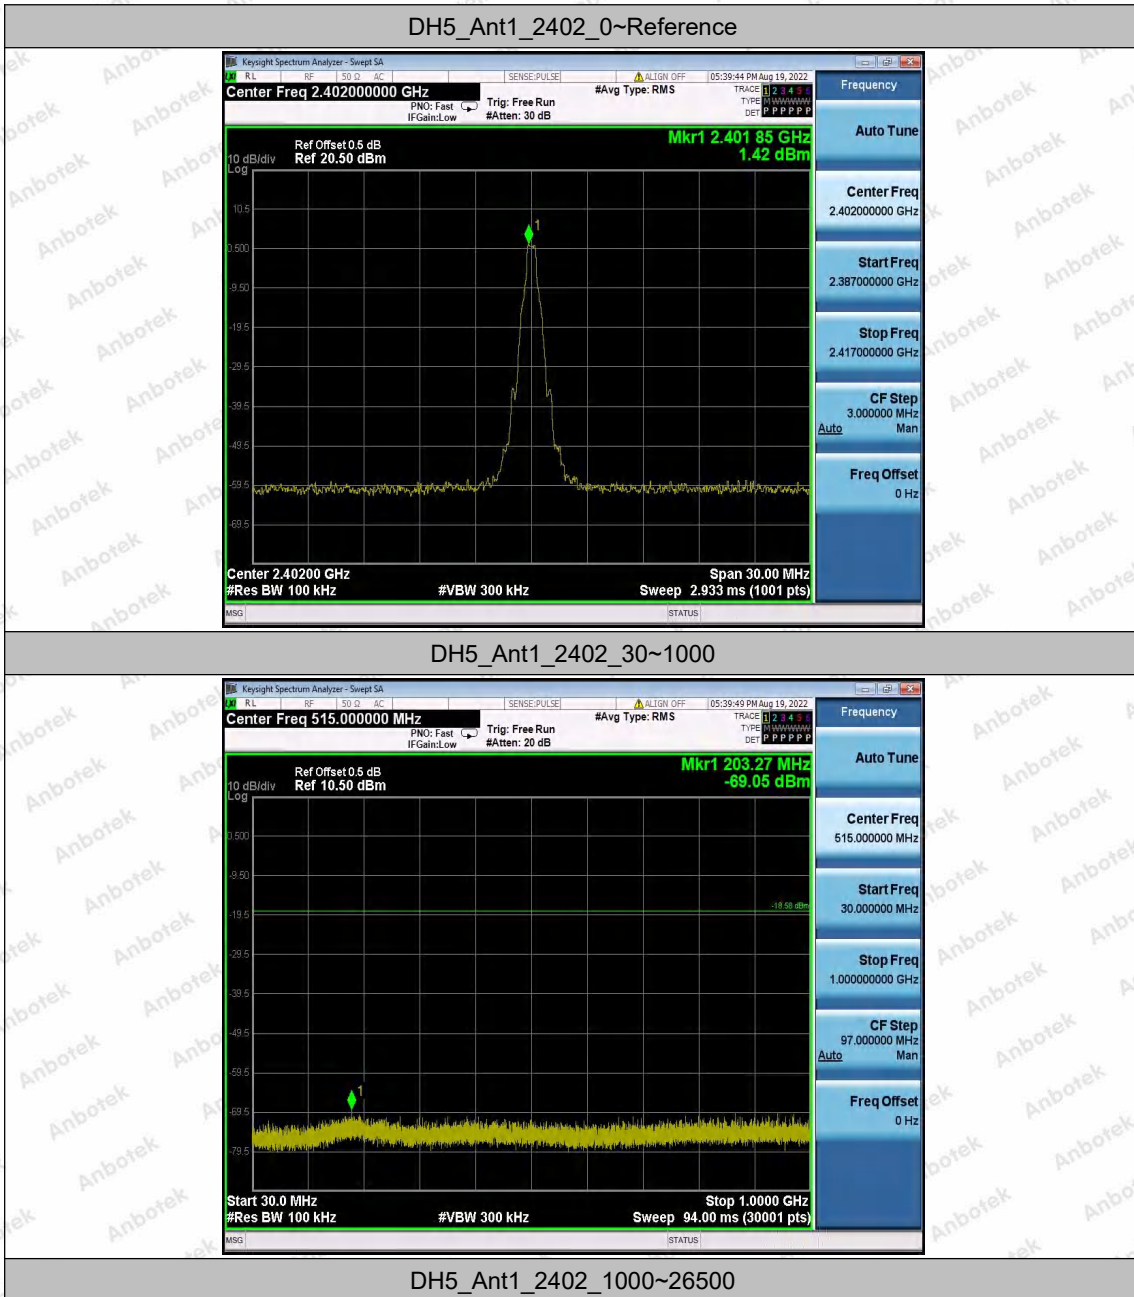 DH5_Ant1_2402_0~Reference
Keysight Spectrum Analyzer - Swept SA
RL RF 50 Ω AC SENSE:PULSE ALIGN OFF 05:39:44 PM Aug 19, 2022
Center Freq 2.402000000 GHz
PNO: Fast
IFGain:Low
Trig: Free Run
#Atten: 30 dB
#Avg Type: RMS
TRACE 1 2 3 4 5 6
TYPE M WWWWW
DET P P P P P P
Mkr1 2.401 85 GHz
1.42 dBm
Ref Offset 0.5 dB
Ref 20.50 dBm
10 dB/div
Log
10.5
0.500
-9.50
-19.5
-29.5
-39.5
-49.5
-59.5
-69.5
1
Center 2.40200 GHz
Span 30.00 MHz
#Res BW 100 kHz
#VBW 300 kHz
Sweep 2.933 ms (1001 pts)
MSG
STATUS
Frequency
Auto Tune
Center Freq
2.402000000 GHz
Start Freq
2.387000000 GHz
Stop Freq
2.417000000 GHz
CF Step
3.000000 MHz
Auto Man
Freq Offset
0 Hz
DH5_Ant1_2402_30~1000
Keysight Spectrum Analyzer - Swept SA
RL RF 50 Ω AC SENSE:PULSE ALIGN OFF 05:39:49 PM Aug 19, 2022
Center Freq 515.000000 MHz
PNO: Fast
IFGain:Low
Trig: Free Run
#Atten: 20 dB
#Avg Type: RMS
TRACE 1 2 3 4 5 6
TYPE M WWWWW
DET P P P P P P
Mkr1 203.27 MHz
-69.05 dBm
Ref Offset 0.5 dB
Ref 10.50 dBm
10 dB/div
Log
0.500
-9.50
-19.5
-29.5
-39.5
-49.5
-59.5
-69.5
-79.5
-18.58 dBm
1
Start 30.0 MHz
Stop 1.0000 GHz
#Res BW 100 kHz
#VBW 300 kHz
Sweep 94.00 ms (30001 pts)
MSG
STATUS
Frequency
Auto Tune
Center Freq
515.000000 MHz
Start Freq
30.000000 MHz
Stop Freq
1.000000000 GHz
CF Step
97.000000 MHz
Auto Man
Freq Offset
0 Hz
DH5_Ant1_2402_1000~26500
Anbotek